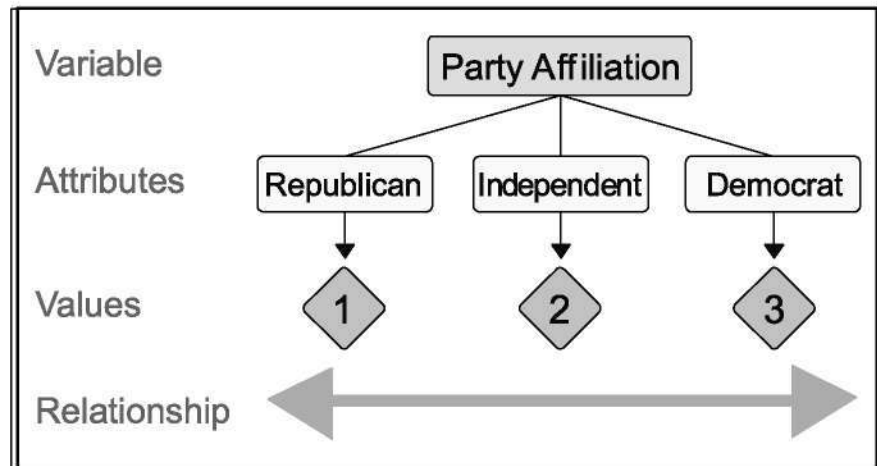 Variable
Party Affiliation
Attributes
Republican
Independent
Democrat
Values
1
2
3
Relationship